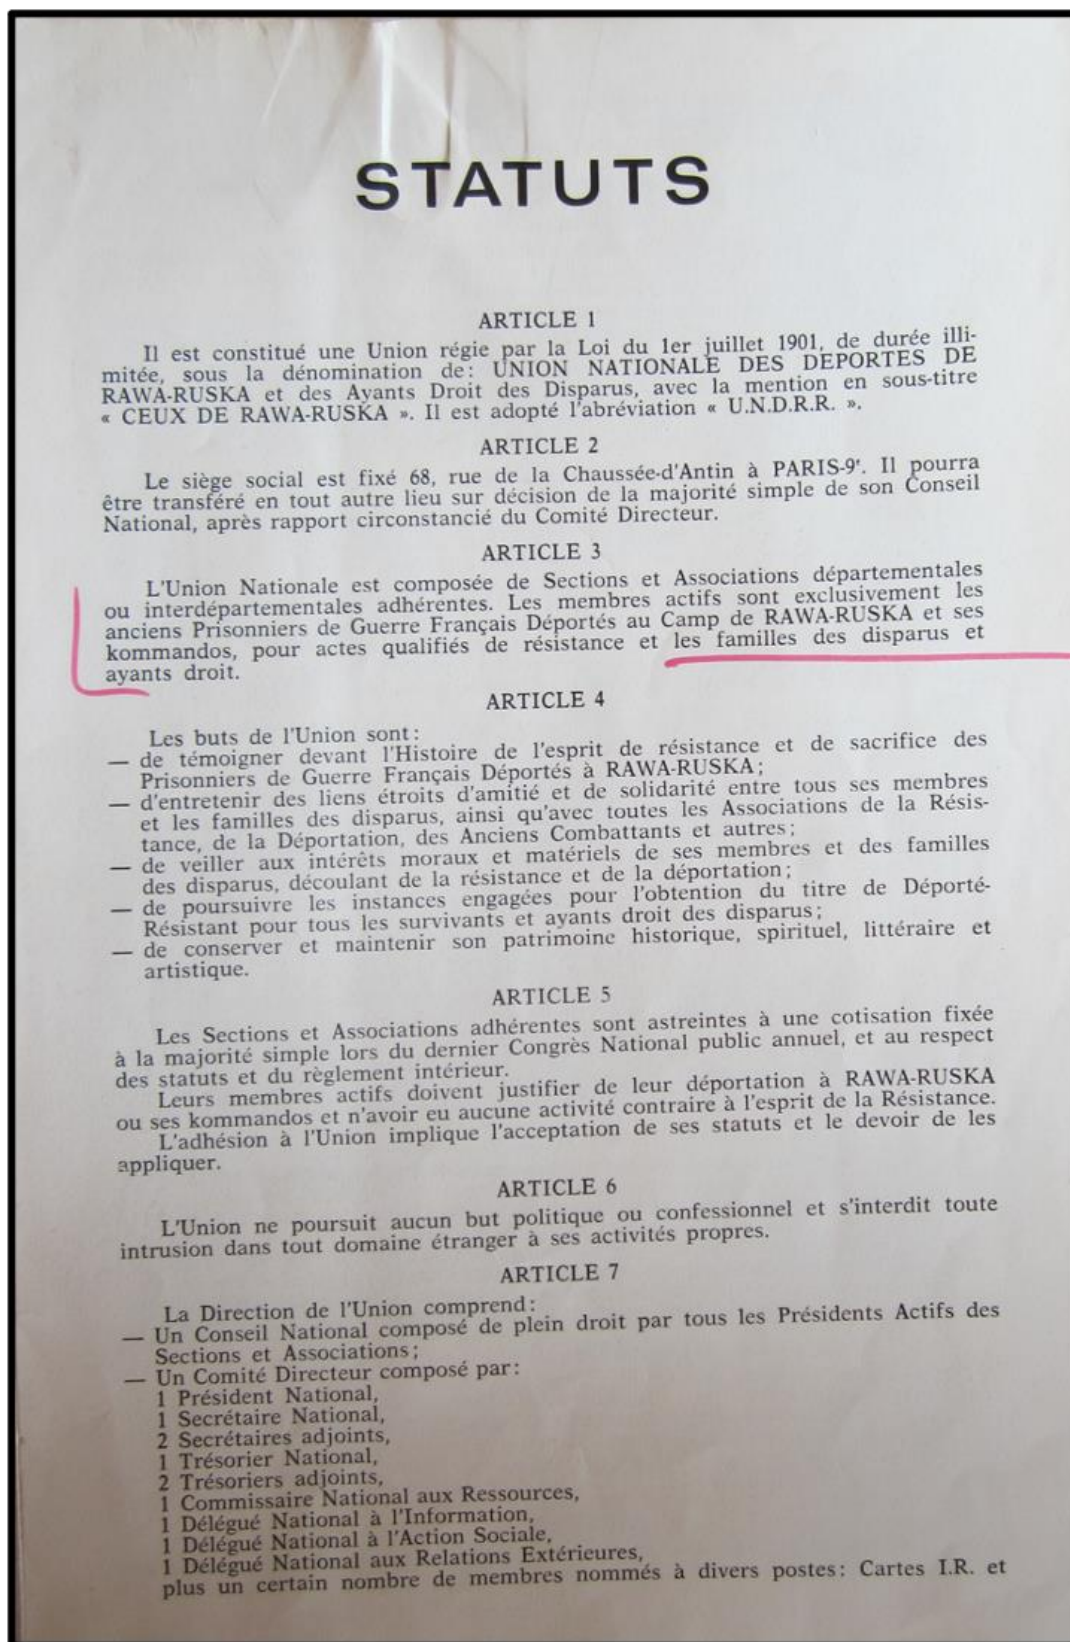 STATUTS
ARTICLE 1
Il est constitué une Union régie par la Loi du 1er juillet 1901, de durée illi-
mitée, sous la dénomination de: UNION NATIONALE DES DEPORTES DE
RAWA-RUSKA et des Ayants Droit des Disparus, avec la mention en sous-titre
« CEUX DE RAWA-RUSKA ». Il est adopté l'abréviation « U.N.D.R.R. ».
ARTICLE 2
Le siège social est fixé 68, rue de la Chaussée-d'Antin à PARIS-9e. Il pourra
être transféré en tout autre lieu sur décision de la majorité simple de son Conseil
National, après rapport circonstancié du Comité Directeur.
ARTICLE 3
L'Union Nationale est composée de Sections et Associations départementales
ou interdépartementales adhérentes. Les membres actifs sont exclusivement les
anciens Prisonniers de Guerre Français Déportés au Camp de RAWA-RUSKA et ses
kommandos, pour actes qualifiés de résistance et les familles des disparus et
ayants droit.
ARTICLE 4
Les buts de l'Union sont:
— de témoigner devant l'Histoire de l'esprit de résistance et de sacrifice des
Prisonniers de Guerre Français Déportés à RAWA-RUSKA;
— d'entretenir des liens étroits d'amitié et de solidarité entre tous ses membres
et les familles des disparus, ainsi qu'avec toutes les Associations de la Résis-
tance, de la Déportation, des Anciens Combattants et autres;
— de veiller aux intérêts moraux et matériels de ses membres et des familles
des disparus, découlant de la résistance et de la déportation;
— de poursuivre les instances engagées pour l'obtention du titre de Déporté-
Résistant pour tous les survivants et ayants droit des disparus;
— de conserver et maintenir son patrimoine historique, spirituel, littéraire et
artistique.
ARTICLE 5
Les Sections et Associations adhérentes sont astreintes à une cotisation fixée
à la majorité simple lors du dernier Congrès National public annuel, et au respect
des statuts et du règlement intérieur.
Leurs membres actifs doivent justifier de leur déportation à RAWA-RUSKA
ou ses kommandos et n'avoir eu aucune activité contraire à l'esprit de la Résistance.
L'adhésion à l'Union implique l'acceptation de ses statuts et le devoir de les
appliquer.
ARTICLE 6
L'Union ne poursuit aucun but politique ou confessionnel et s'interdit toute
intrusion dans tout domaine étranger à ses activités propres.
ARTICLE 7
La Direction de l'Union comprend:
— Un Conseil National composé de plein droit par tous les Présidents Actifs des
Sections et Associations;
— Un Comité Directeur composé par:
1 Président National,
1 Secrétaire National,
2 Secrétaires adjoints,
1 Trésorier National,
2 Trésoriers adjoints,
1 Commissaire National aux Ressources,
1 Délégué National à l'Information,
1 Délégué National à l'Action Sociale,
1 Délégué National aux Relations Extérieures,
plus un certain nombre de membres nommés à divers postes: Cartes I.R. et